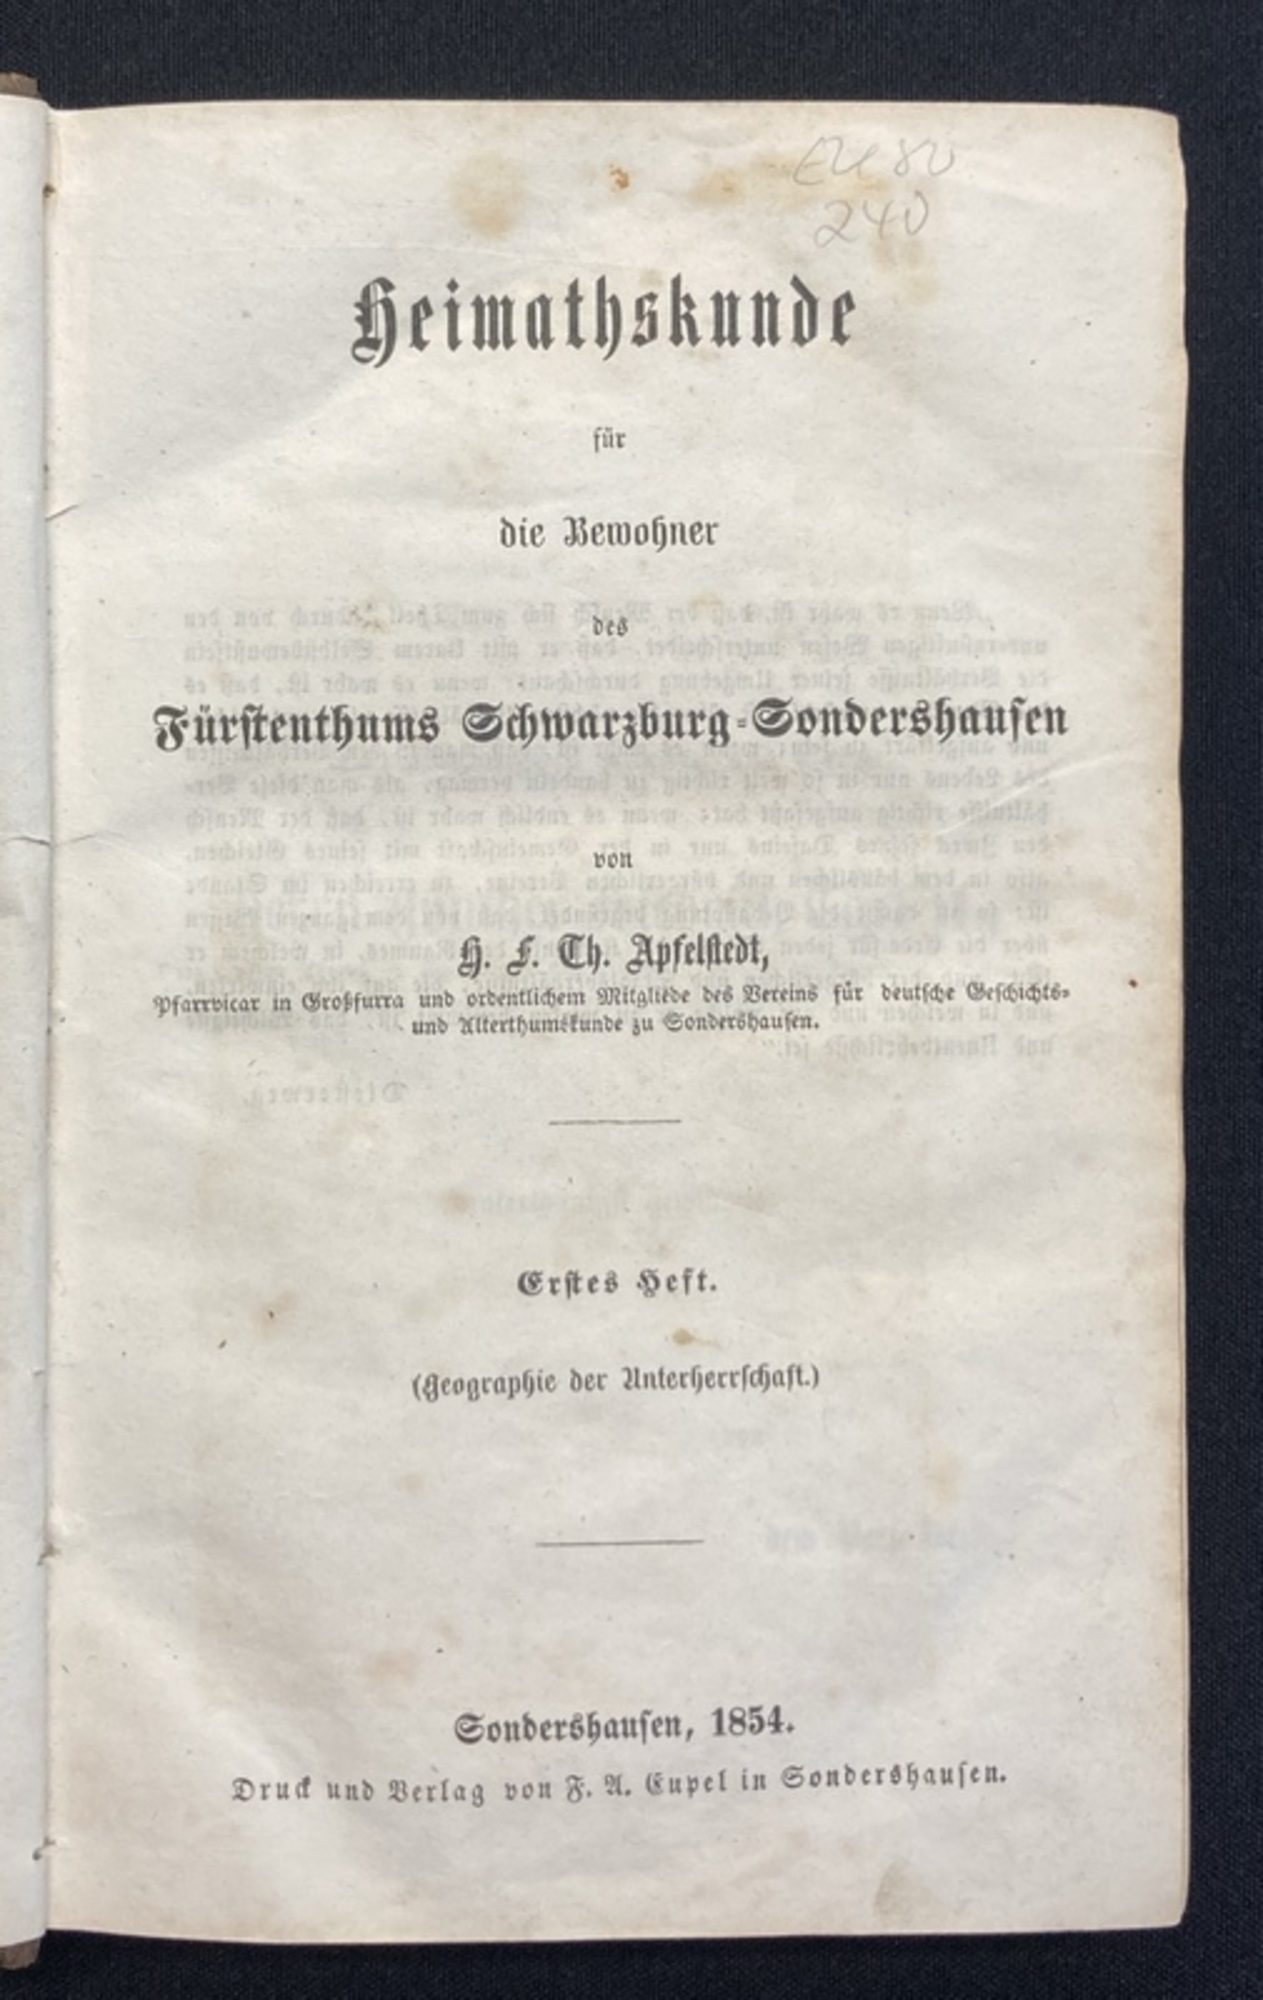 240
Heimathskunde
für
die Bewohner
des
Fürstenthums Schwarzburg-Sondershausen
von
H. F. Th. Apfelstedt,
Pfarrvicar in Großfurra und ordentlichem Mitgliede des Vereins für deutsche Geschichts-
und Alterthumskunde zu Sondershausen.
Erstes Heft.
(Geographie der Unterherrschaft.)
Sondershausen, 1854.
Druck und Verlag von F. A. Eupel in Sondershausen.